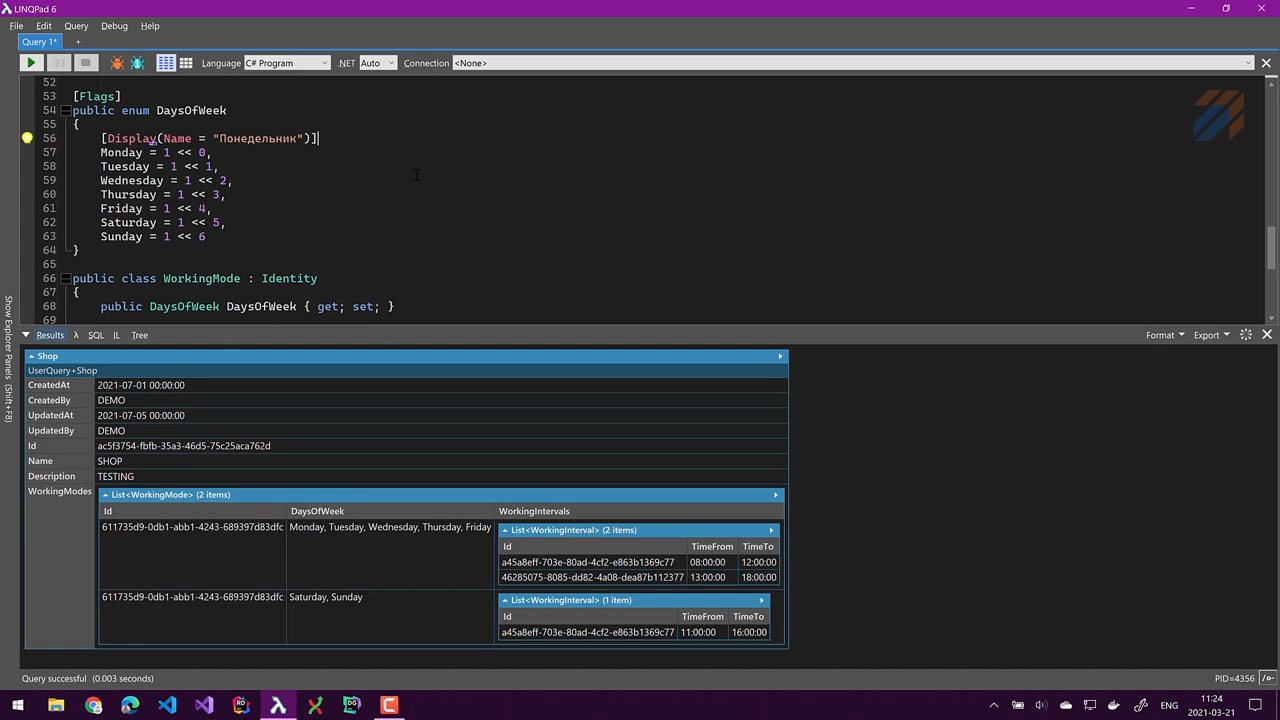 LINQPad 6
File Edit Query Debug Help
Query 1* +
Language C# Program .NET Auto Connection <None>
52
53 [Flags]
54 public enum DaysOfWeek
55 {
56 [Display(Name = "Понедельник")]
57 Monday = 1 << 0,
58 Tuesday = 1 << 1,
59 Wednesday = 1 << 2,
60 Thursday = 1 << 3,
61 Friday = 1 << 4,
62 Saturday = 1 << 5,
63 Sunday = 1 << 6
64 }
65
66 public class WorkingMode : Identity
67 {
68 public DaysOfWeek DaysOfWeek { get; set; }
69
Show Explorer Panels (Shift+F8)
Results λ SQL IL Tree Format Export
Shop
UserQuery+Shop
CreatedAt 2021-07-01 00:00:00
CreatedBy DEMO
UpdatedAt 2021-07-05 00:00:00
UpdatedBy DEMO
Id ac5f3754-fbfb-35a3-46d5-75c25aca762d
Name SHOP
Description TESTING
WorkingModes List<WorkingMode> (2 items)
Id DaysOfWeek WorkingIntervals
611735d9-0db1-abb1-4243-689397d83dfc Monday, Tuesday, Wednesday, Thursday, Friday List<WorkingInterval> (2 items)
Id TimeFrom TimeTo
a45a8eff-703e-80ad-4cf2-e863b1369c77 08:00:00 12:00:00
46285075-8085-dd82-4a08-dea87b112377 13:00:00 18:00:00
611735d9-0db1-abb1-4243-689397d83dfc Saturday, Sunday List<WorkingInterval> (1 item)
Id TimeFrom TimeTo
a45a8eff-703e-80ad-4cf2-e863b1369c77 11:00:00 16:00:00
Query successful (0.003 seconds) PID=4356 /o-
ENG 11:24
2021-03-21